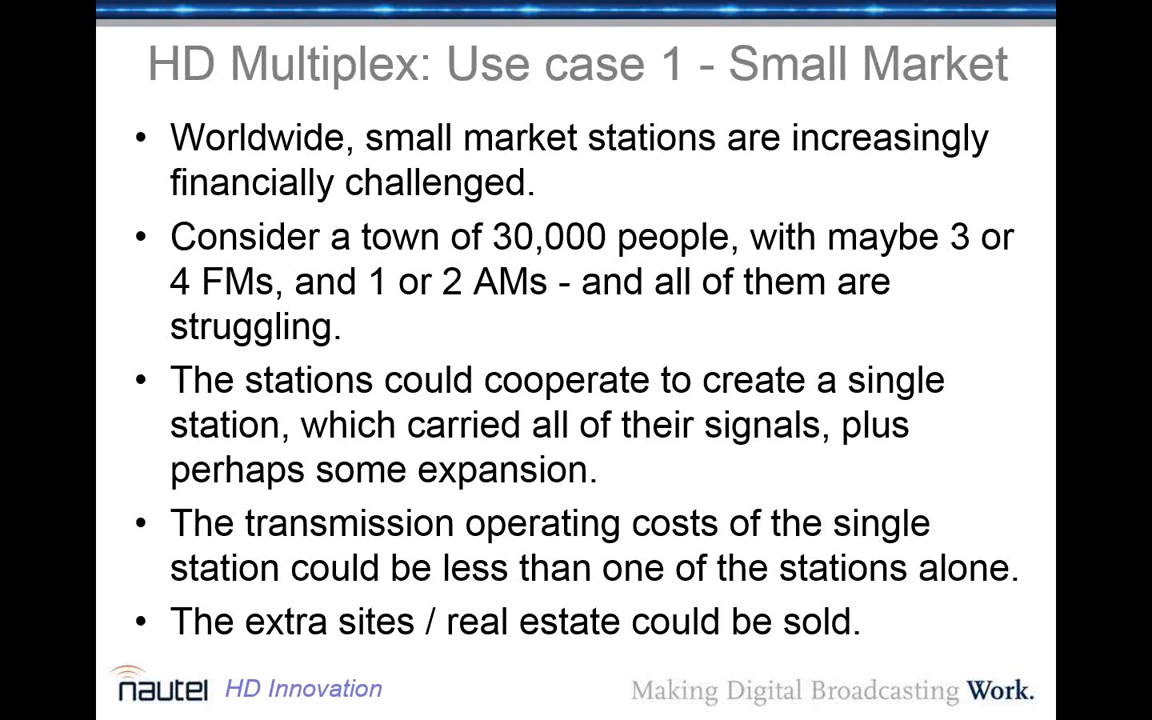 HD Multiplex: Use case 1 - Small Market
• Worldwide, small market stations are increasingly
financially challenged.
• Consider a town of 30,000 people, with maybe 3 or
4 FMs, and 1 or 2 AMs - and all of them are
struggling.
• The stations could cooperate to create a single
station, which carried all of their signals, plus
perhaps some expansion.
• The transmission operating costs of the single
station could be less than one of the stations alone.
• The extra sites / real estate could be sold.
nautel HD Innovation Making Digital Broadcasting Work.